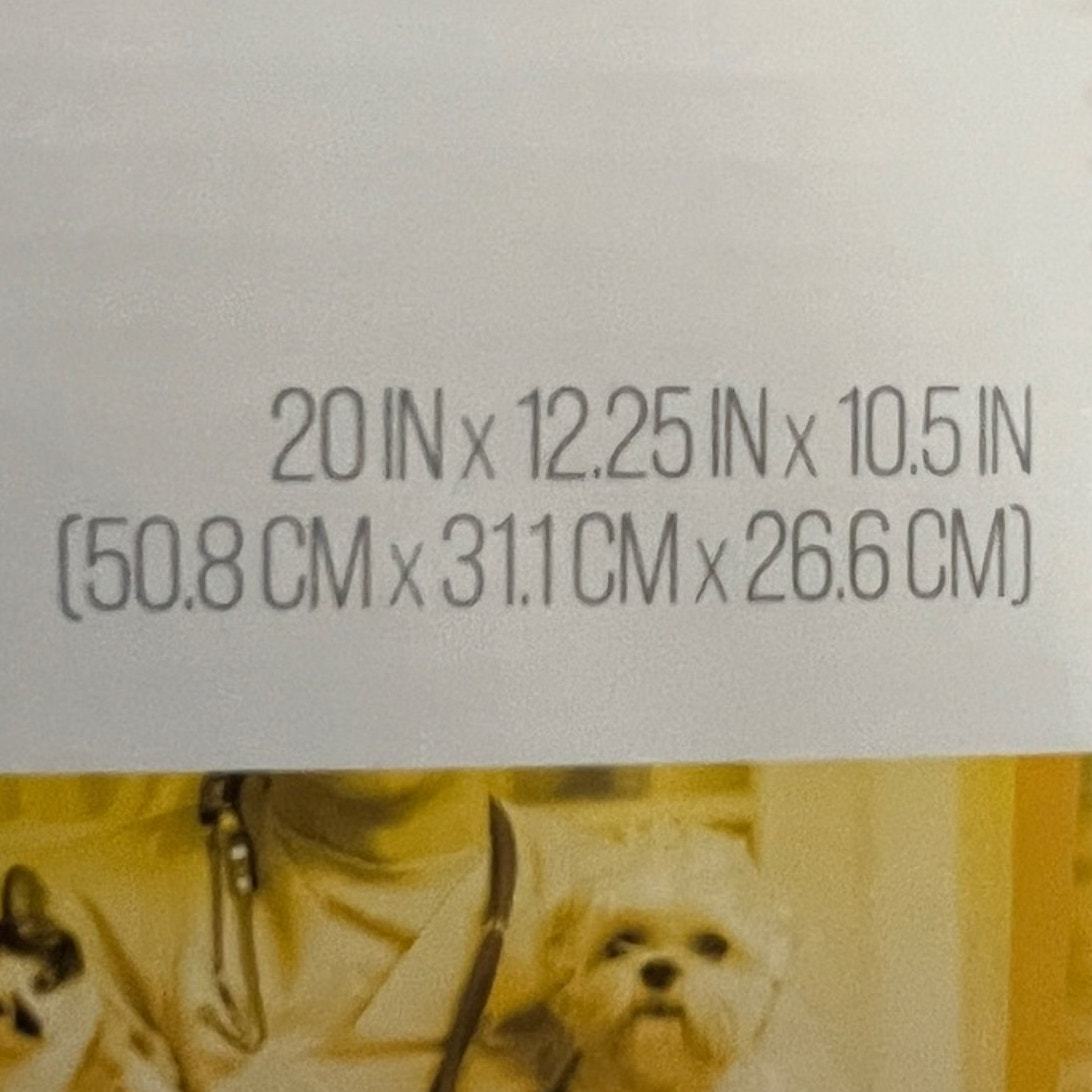 20 IN x 12.25 IN x 10.5 IN
(50.8 CM x 31.1 CM x 26.6 CM)